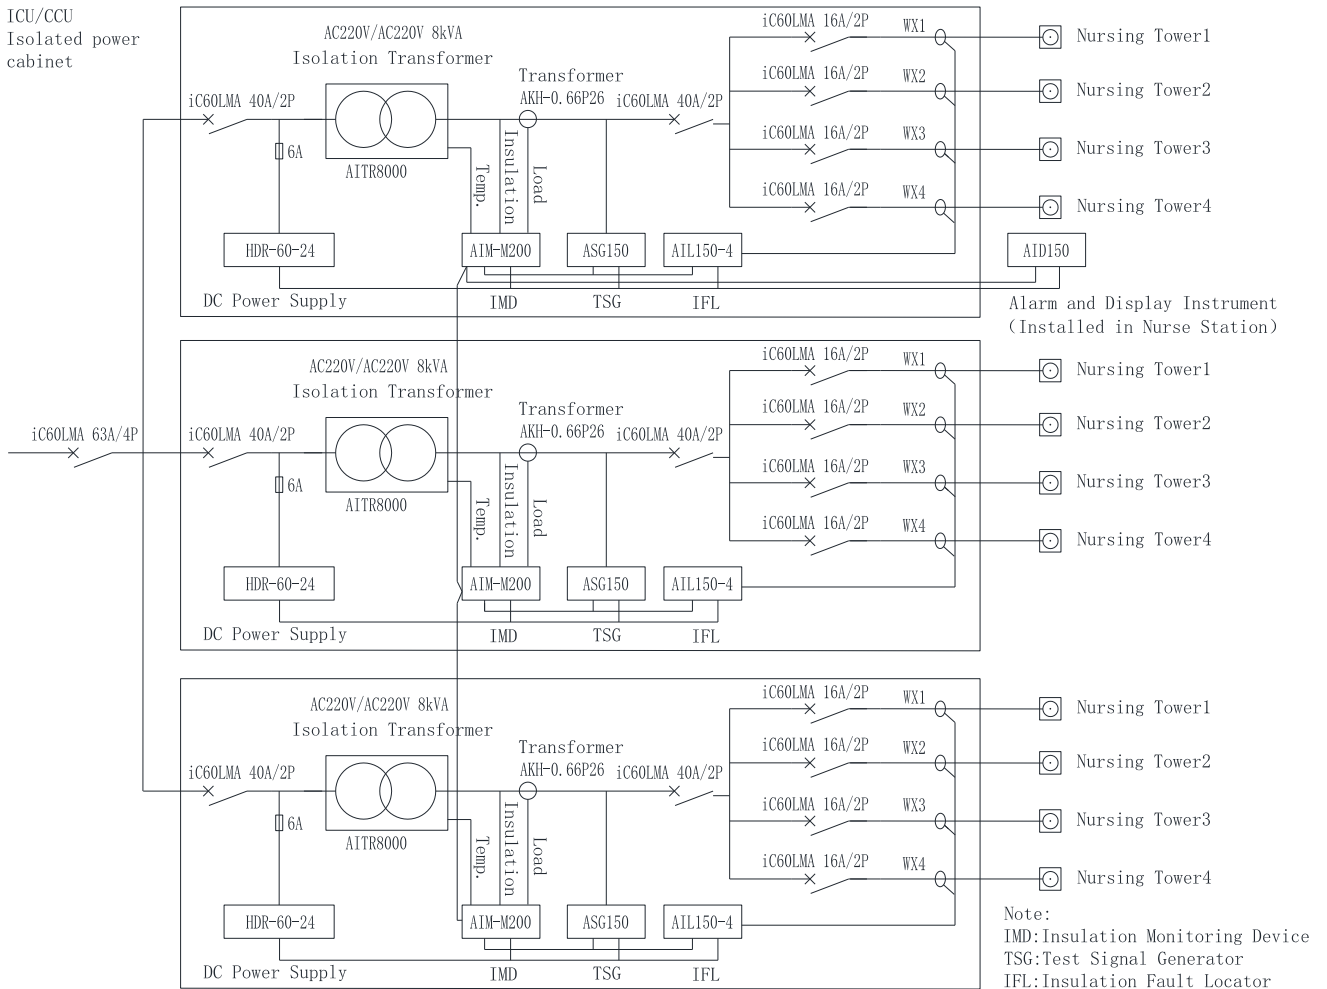 ICU/CCU
Isolated power
cabinet
AC220V/AC220V 8kVA
Isolation Transformer
iC60LMA 40A/2P
6A
AITR8000
Transformer
AKH-0.66P26
iC60LMA 40A/2P
Temp.
Insulation
Load
iC60LMA 16A/2P
WX1
Nursing Tower1
iC60LMA 16A/2P
WX2
Nursing Tower2
iC60LMA 16A/2P
WX3
Nursing Tower3
iC60LMA 16A/2P
WX4
Nursing Tower4
HDR-60-24
AIM-M200
ASG150
AIL150-4
AID150
DC Power Supply
IMD
TSG
IFL
Alarm and Display Instrument
(Installed in Nurse Station)
iC60LMA 63A/4P
AC220V/AC220V 8kVA
Isolation Transformer
iC60LMA 40A/2P
6A
AITR8000
Transformer
AKH-0.66P26
iC60LMA 40A/2P
Temp.
Insulation
Load
iC60LMA 16A/2P
WX1
Nursing Tower1
iC60LMA 16A/2P
WX2
Nursing Tower2
iC60LMA 16A/2P
WX3
Nursing Tower3
iC60LMA 16A/2P
WX4
Nursing Tower4
HDR-60-24
AIM-M200
ASG150
AIL150-4
DC Power Supply
IMD
TSG
IFL
AC220V/AC220V 8kVA
Isolation Transformer
iC60LMA 40A/2P
6A
AITR8000
Transformer
AKH-0.66P26
iC60LMA 40A/2P
Temp.
Insulation
Load
iC60LMA 16A/2P
WX1
Nursing Tower1
iC60LMA 16A/2P
WX2
Nursing Tower2
iC60LMA 16A/2P
WX3
Nursing Tower3
iC60LMA 16A/2P
WX4
Nursing Tower4
HDR-60-24
AIM-M200
ASG150
AIL150-4
DC Power Supply
IMD
TSG
IFL
Note:
IMD:Insulation Monitoring Device
TSG:Test Signal Generator
IFL:Insulation Fault Locator